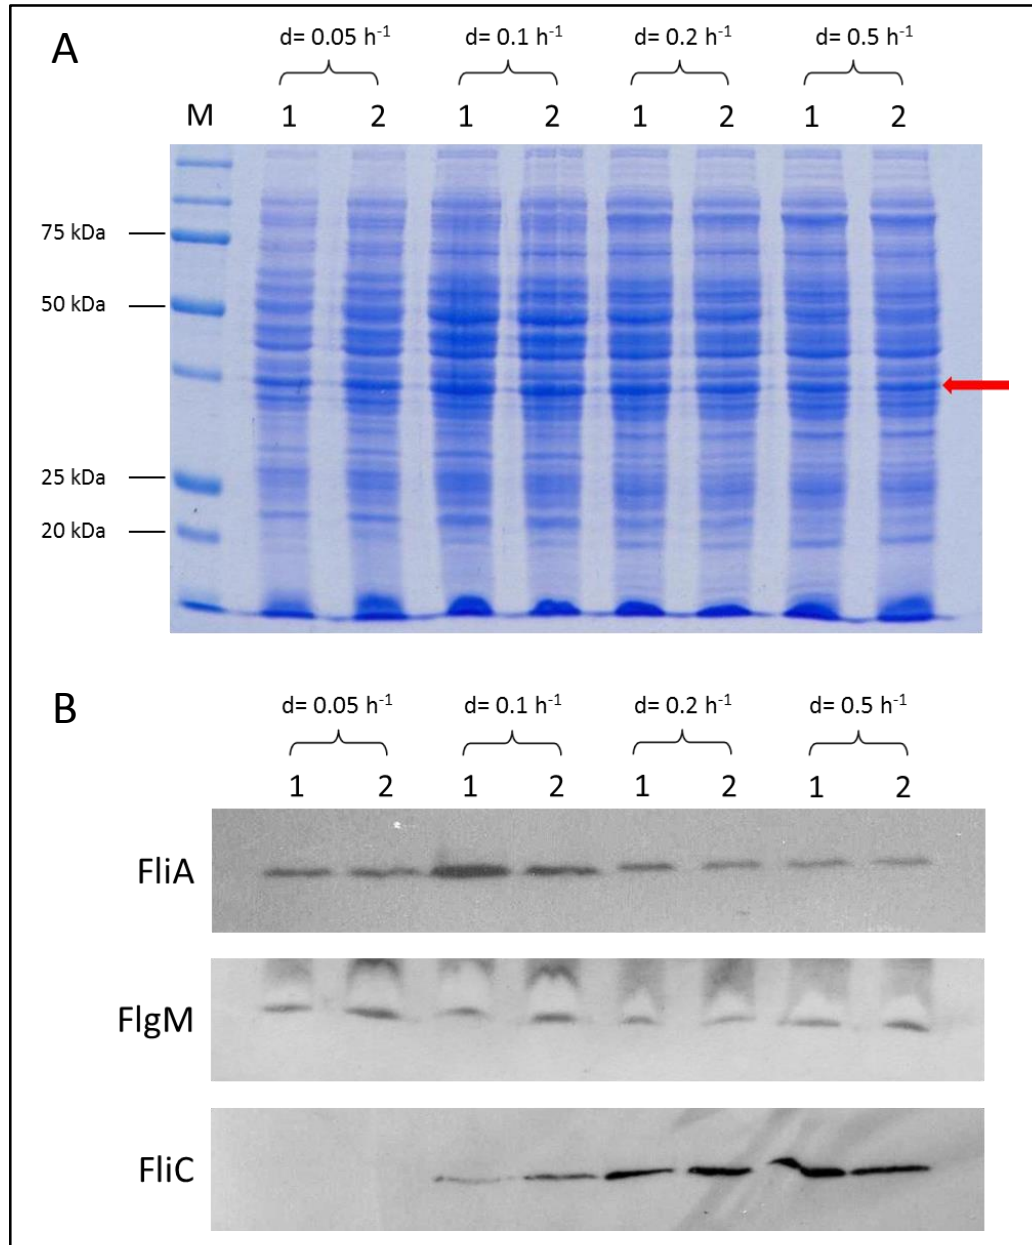 A
d= 0.05 h-1 d= 0.1 h-1 d= 0.2 h-1 d= 0.5 h-1
M 1 2 1 2 1 2 1 2
75 kDa
50 kDa
25 kDa
20 kDa
B
d= 0.05 h-1 d= 0.1 h-1 d= 0.2 h-1 d= 0.5 h-1
1 2 1 2 1 2 1 2
FliA
FlgM
FliC